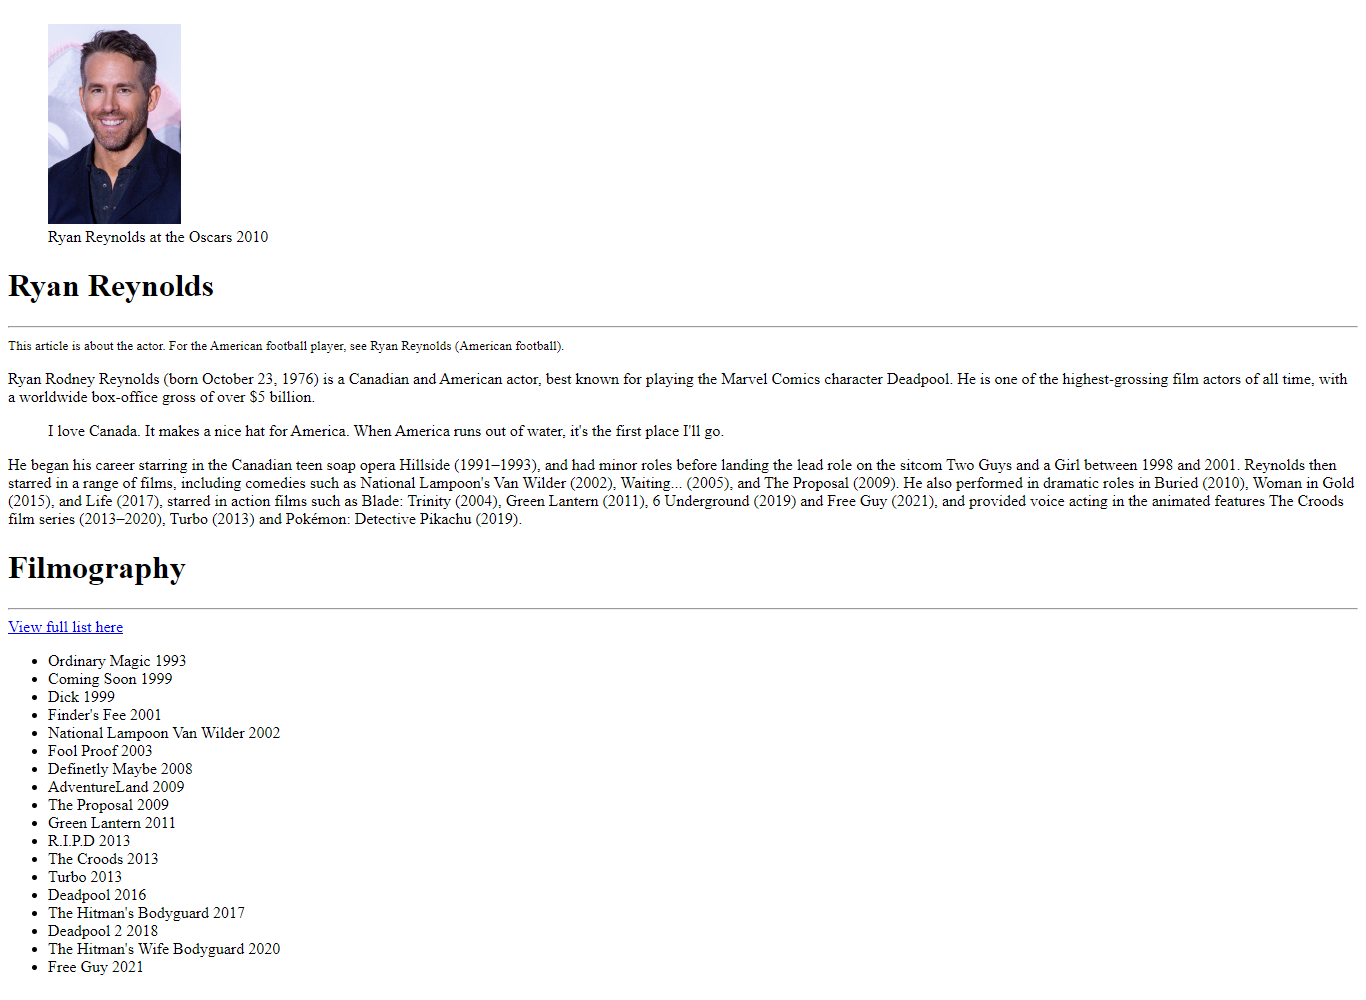 Ryan Reynolds at the Oscars 2010
Ryan Reynolds
This article is about the actor. For the American football player, see Ryan Reynolds (American football).
Ryan Rodney Reynolds (born October 23, 1976) is a Canadian and American actor, best known for playing the Marvel Comics character Deadpool. He is one of the highest-grossing film actors of all time, with
a worldwide box-office gross of over $5 billion.
I love Canada. It makes a nice hat for America. When America runs out of water, it's the first place I'll go.
He began his career starring in the Canadian teen soap opera Hillside (1991–1993), and had minor roles before landing the lead role on the sitcom Two Guys and a Girl between 1998 and 2001. Reynolds then
starred in a range of films, including comedies such as National Lampoon's Van Wilder (2002), Waiting... (2005), and The Proposal (2009). He also performed in dramatic roles in Buried (2010), Woman in Gold
(2015), and Life (2017), starred in action films such as Blade: Trinity (2004), Green Lantern (2011), 6 Underground (2019) and Free Guy (2021), and provided voice acting in the animated features The Croods
film series (2013–2020), Turbo (2013) and Pokémon: Detective Pikachu (2019).
Filmography
View full list here
• Ordinary Magic 1993
• Coming Soon 1999
• Dick 1999
• Finder's Fee 2001
• National Lampoon Van Wilder 2002
• Fool Proof 2003
• Definetly Maybe 2008
• AdventureLand 2009
• The Proposal 2009
• Green Lantern 2011
• R.I.P.D 2013
• The Croods 2013
• Turbo 2013
• Deadpool 2016
• The Hitman's Bodyguard 2017
• Deadpool 2 2018
• The Hitman's Wife Bodyguard 2020
• Free Guy 2021